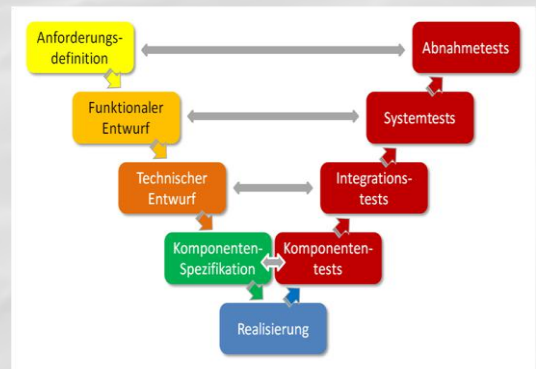 Anforderungs-
definition
Abnahmetests
Funktionaler
Entwurf
Systemtests
Technischer
Entwurf
Integrations-
tests
Komponenten-
Spezifikation
Komponenten-
tests
Realisierung